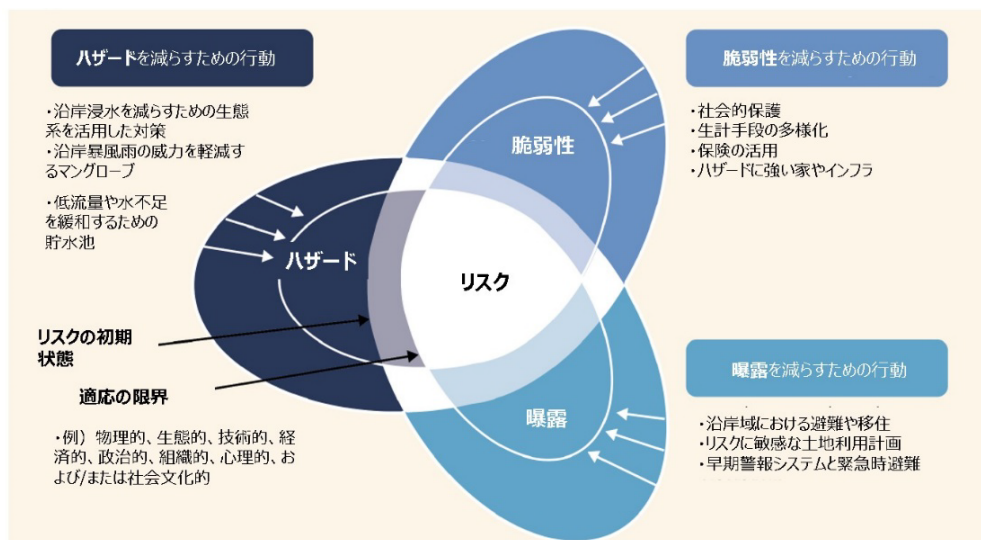 ハザードを減らすための行動
・沿岸浸水を減らすための生態
系を活用した対策
・沿岸暴風雨の威力を軽減す
るマングローブ
・低流量や水不足
を緩和するための
貯水池
脆弱性を減らすための行動
・社会的保護
・生計手段の多様化
・保険の活用
・ハザードに強い家やインフラ
脆弱性
ハザード
リスク
曝露
リスクの初期
状態
適応の限界
・例）物理的、生態的、技術的、経
済的、政治的、組織的、心理的、お
よび/または社会文化的
曝露を減らすための行動
・沿岸域における避難や移住
・リスクに敏感な土地利用計画
・早期警報システムと緊急時避難